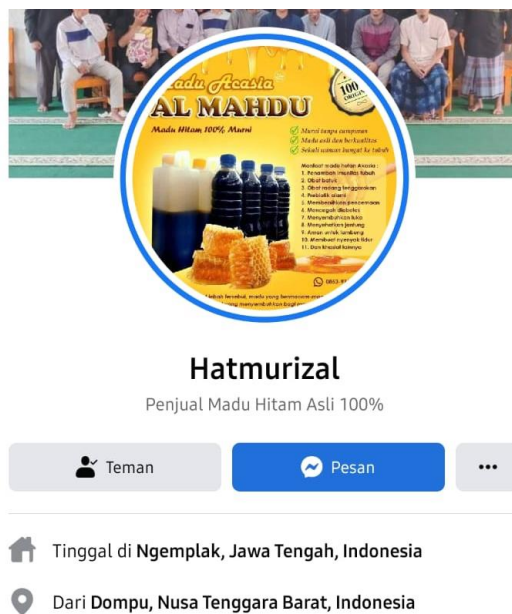 Madu Acasia
AL MAHDU
Madu Hitam 100% Murni
100%
Murni tanpa campuran
Madu asli dan berkualitas
Sekali minum hangat ke tubuh
Manfaat madu hutan Acasia :
1. Penambah imunitas tubuh
2. Obat batuk
3. Obat radang tenggorokan
4. Prebiotik alami
5. Membersihkan pencernaan
6. Mencegah diabetes
7. Menyembuhkan luka
8. Menyehatkan jantung
9. Aman untuk lambung
10. Membuat nyenyak tidur
11. Dan khasiat lainnya
Hatmurizal
Penjual Madu Hitam Asli 100%
Teman
Pesan
Tinggal di Ngemplak, Jawa Tengah, Indonesia
Dari Dompu, Nusa Tenggara Barat, Indonesia